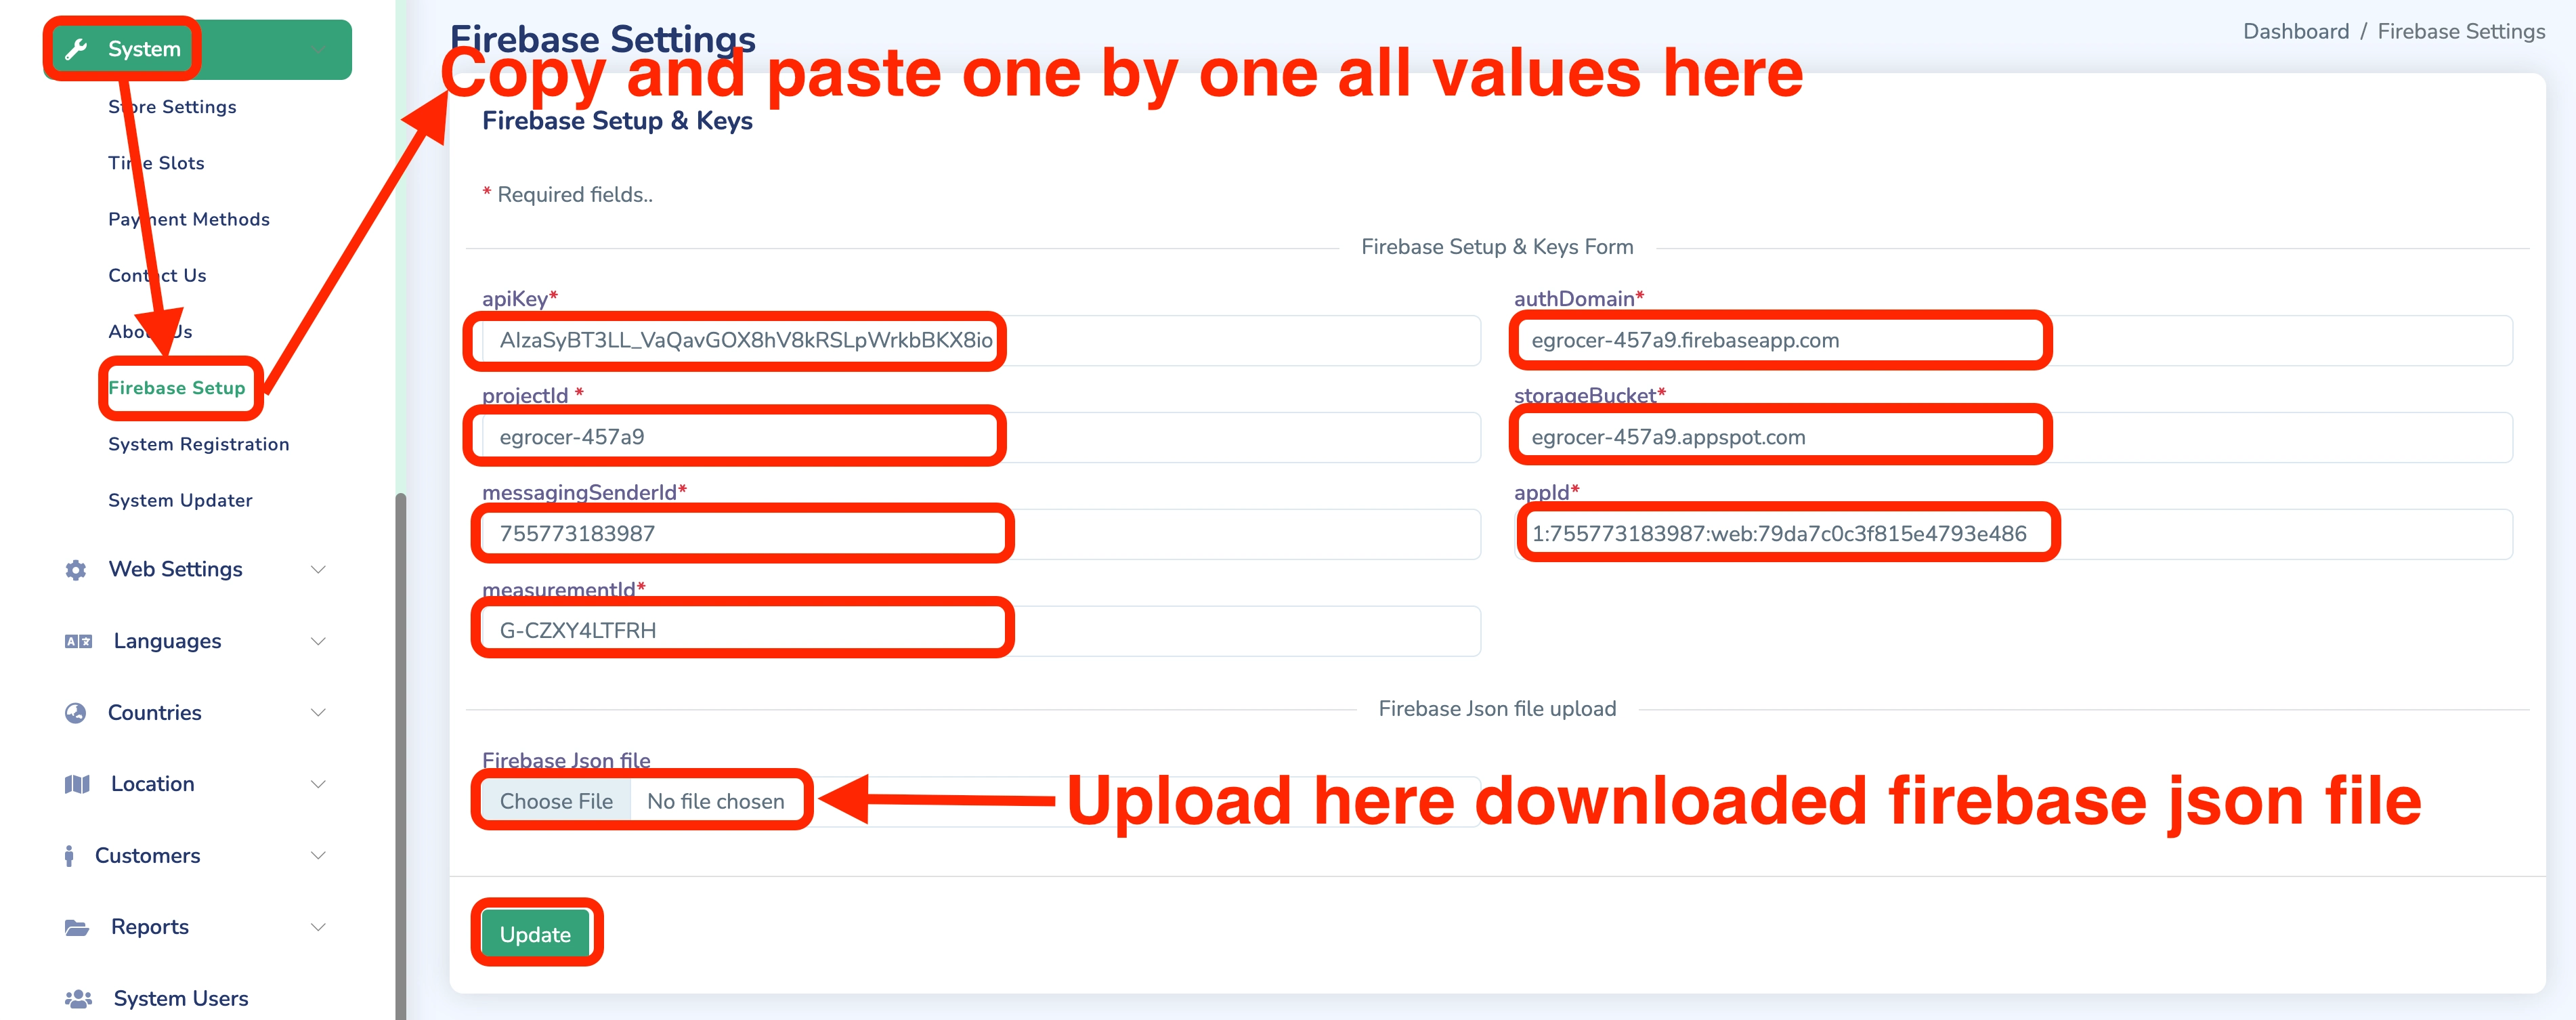 System
Store Settings
Time Slots
Payment Methods
Contact Us
About Us
Firebase Setup
System Registration
System Updater
Web Settings
Languages
Countries
Location
Customers
Reports
System Users
Firebase Settings
Dashboard / Firebase Settings
Copy and paste one by one all values here
Firebase Setup & Keys
* Required fields..
Firebase Setup & Keys Form
apiKey*
AIzaSyBT3LL_VaQavGOX8hV8kRSLpWrkbBKX8io
authDomain*
egrocer-457a9.firebaseapp.com
projectId *
egrocer-457a9
storageBucket*
egrocer-457a9.appspot.com
messagingSenderId*
755773183987
appId*
1:755773183987:web:79da7c0c3f815e4793e486
measurementId*
G-CZXY4LTFRH
Firebase Json file upload
Firebase Json file
Choose File No file chosen
Upload here downloaded firebase json file
Update